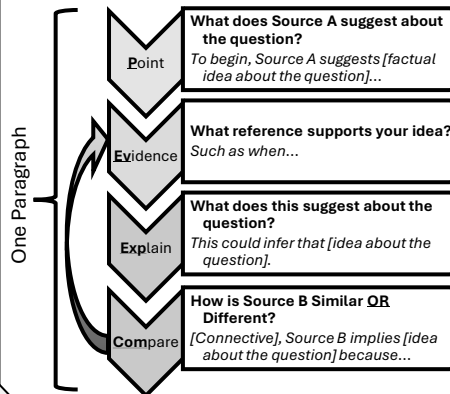 One Paragraph
Point
What does Source A suggest about
the question?
To begin, Source A suggests [factual
idea about the question]...
Evidence
What reference supports your idea?
Such as when...
Explain
What does this suggest about the
question?
This could infer that [idea about the
question].
Compare
How is Source B Similar OR
Different?
[Connective], Source B implies [idea
about the question] because...